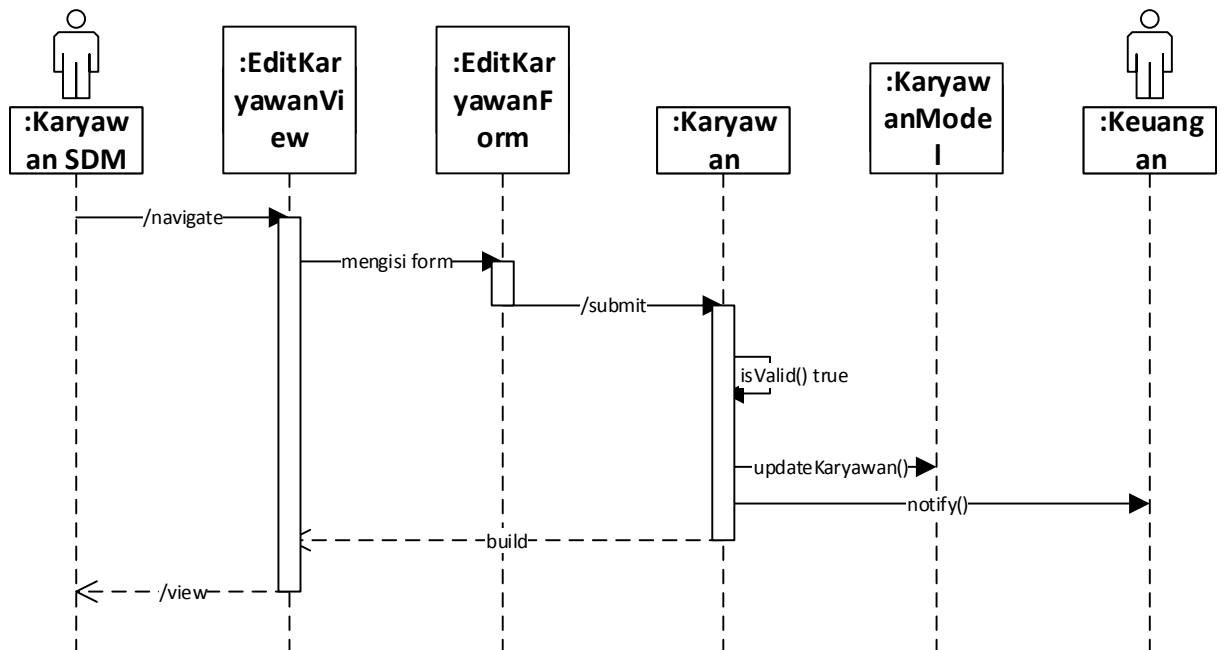 :Karyaw
an SDM
:EditKar
yawanVi
ew
:EditKar
yawanF
orm
:Karyaw
an
:Karyaw
anMode
l
:Keuang
an
/navigate
mengisi form
/submit
isValid() true
updateKaryawan()
notify()
build
/view